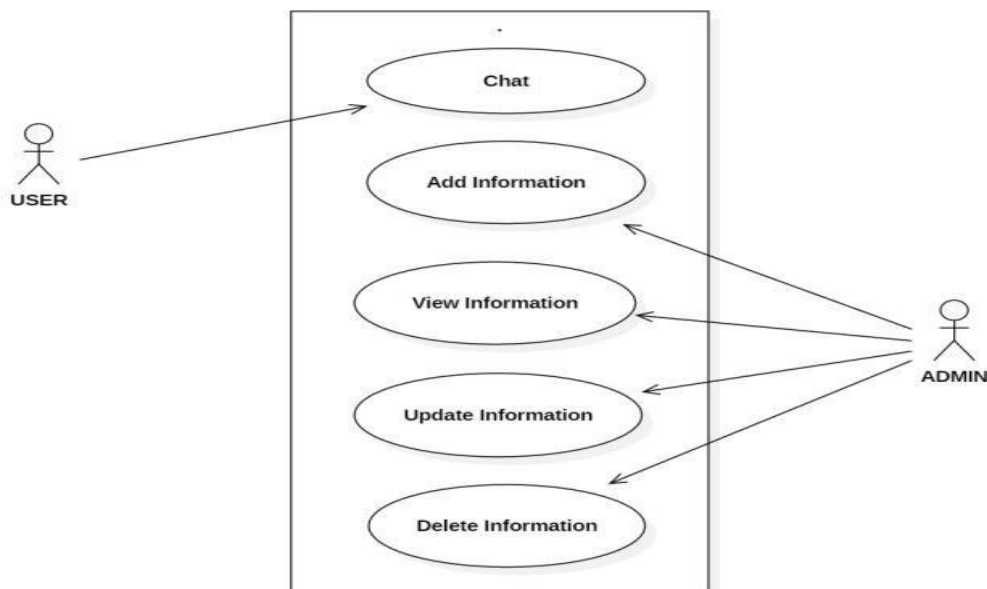 Chat
Add Information
USER
View Information
ADMIN
Update Information
Delete Information